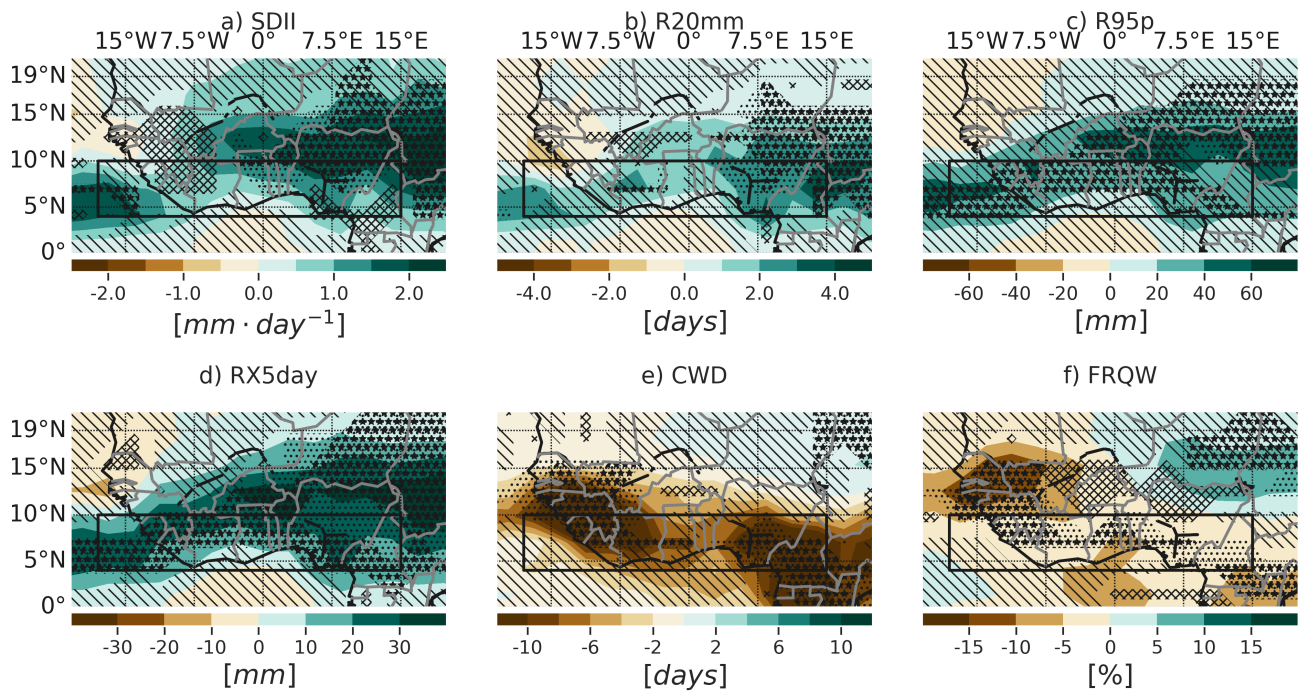 a) SDII b) R20mm c) R95p
15°W 7.5°W 0° 7.5°E 15°E 15°W 7.5°W 0° 7.5°E 15°E 15°W 7.5°W 0° 7.5°E 15°E
19°N
15°N
10°N
5°N
0°
-2.0 -1.0 0.0 1.0 2.0 -4.0 -2.0 0.0 2.0 4.0 -60 -40 -20 0 20 40 60
[mm · day⁻¹] [days] [mm]
d) RX5day e) CWD f) FRQW
19°N
15°N
10°N
5°N
0°
-30 -20 -10 0 10 20 30 -10 -6 -2 2 6 10 -15 -10 -5 0 5 10 15
[mm] [days] [%]